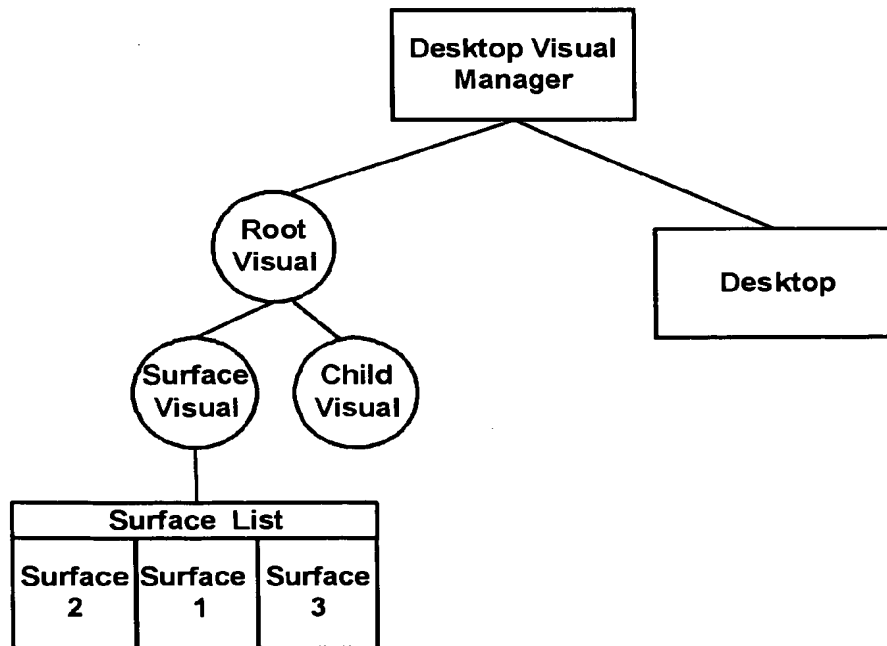 Desktop Visual
Manager
Root
Visual
Desktop
Surface
Visual
Child
Visual
Surface List
Surface
2
Surface
1
Surface
3